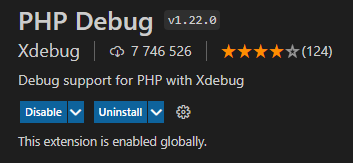 PHP Debug v1.22.0
Xdebug 7 746 526 (124)
Debug support for PHP with Xdebug
Disable Uninstall
This extension is enabled globally.